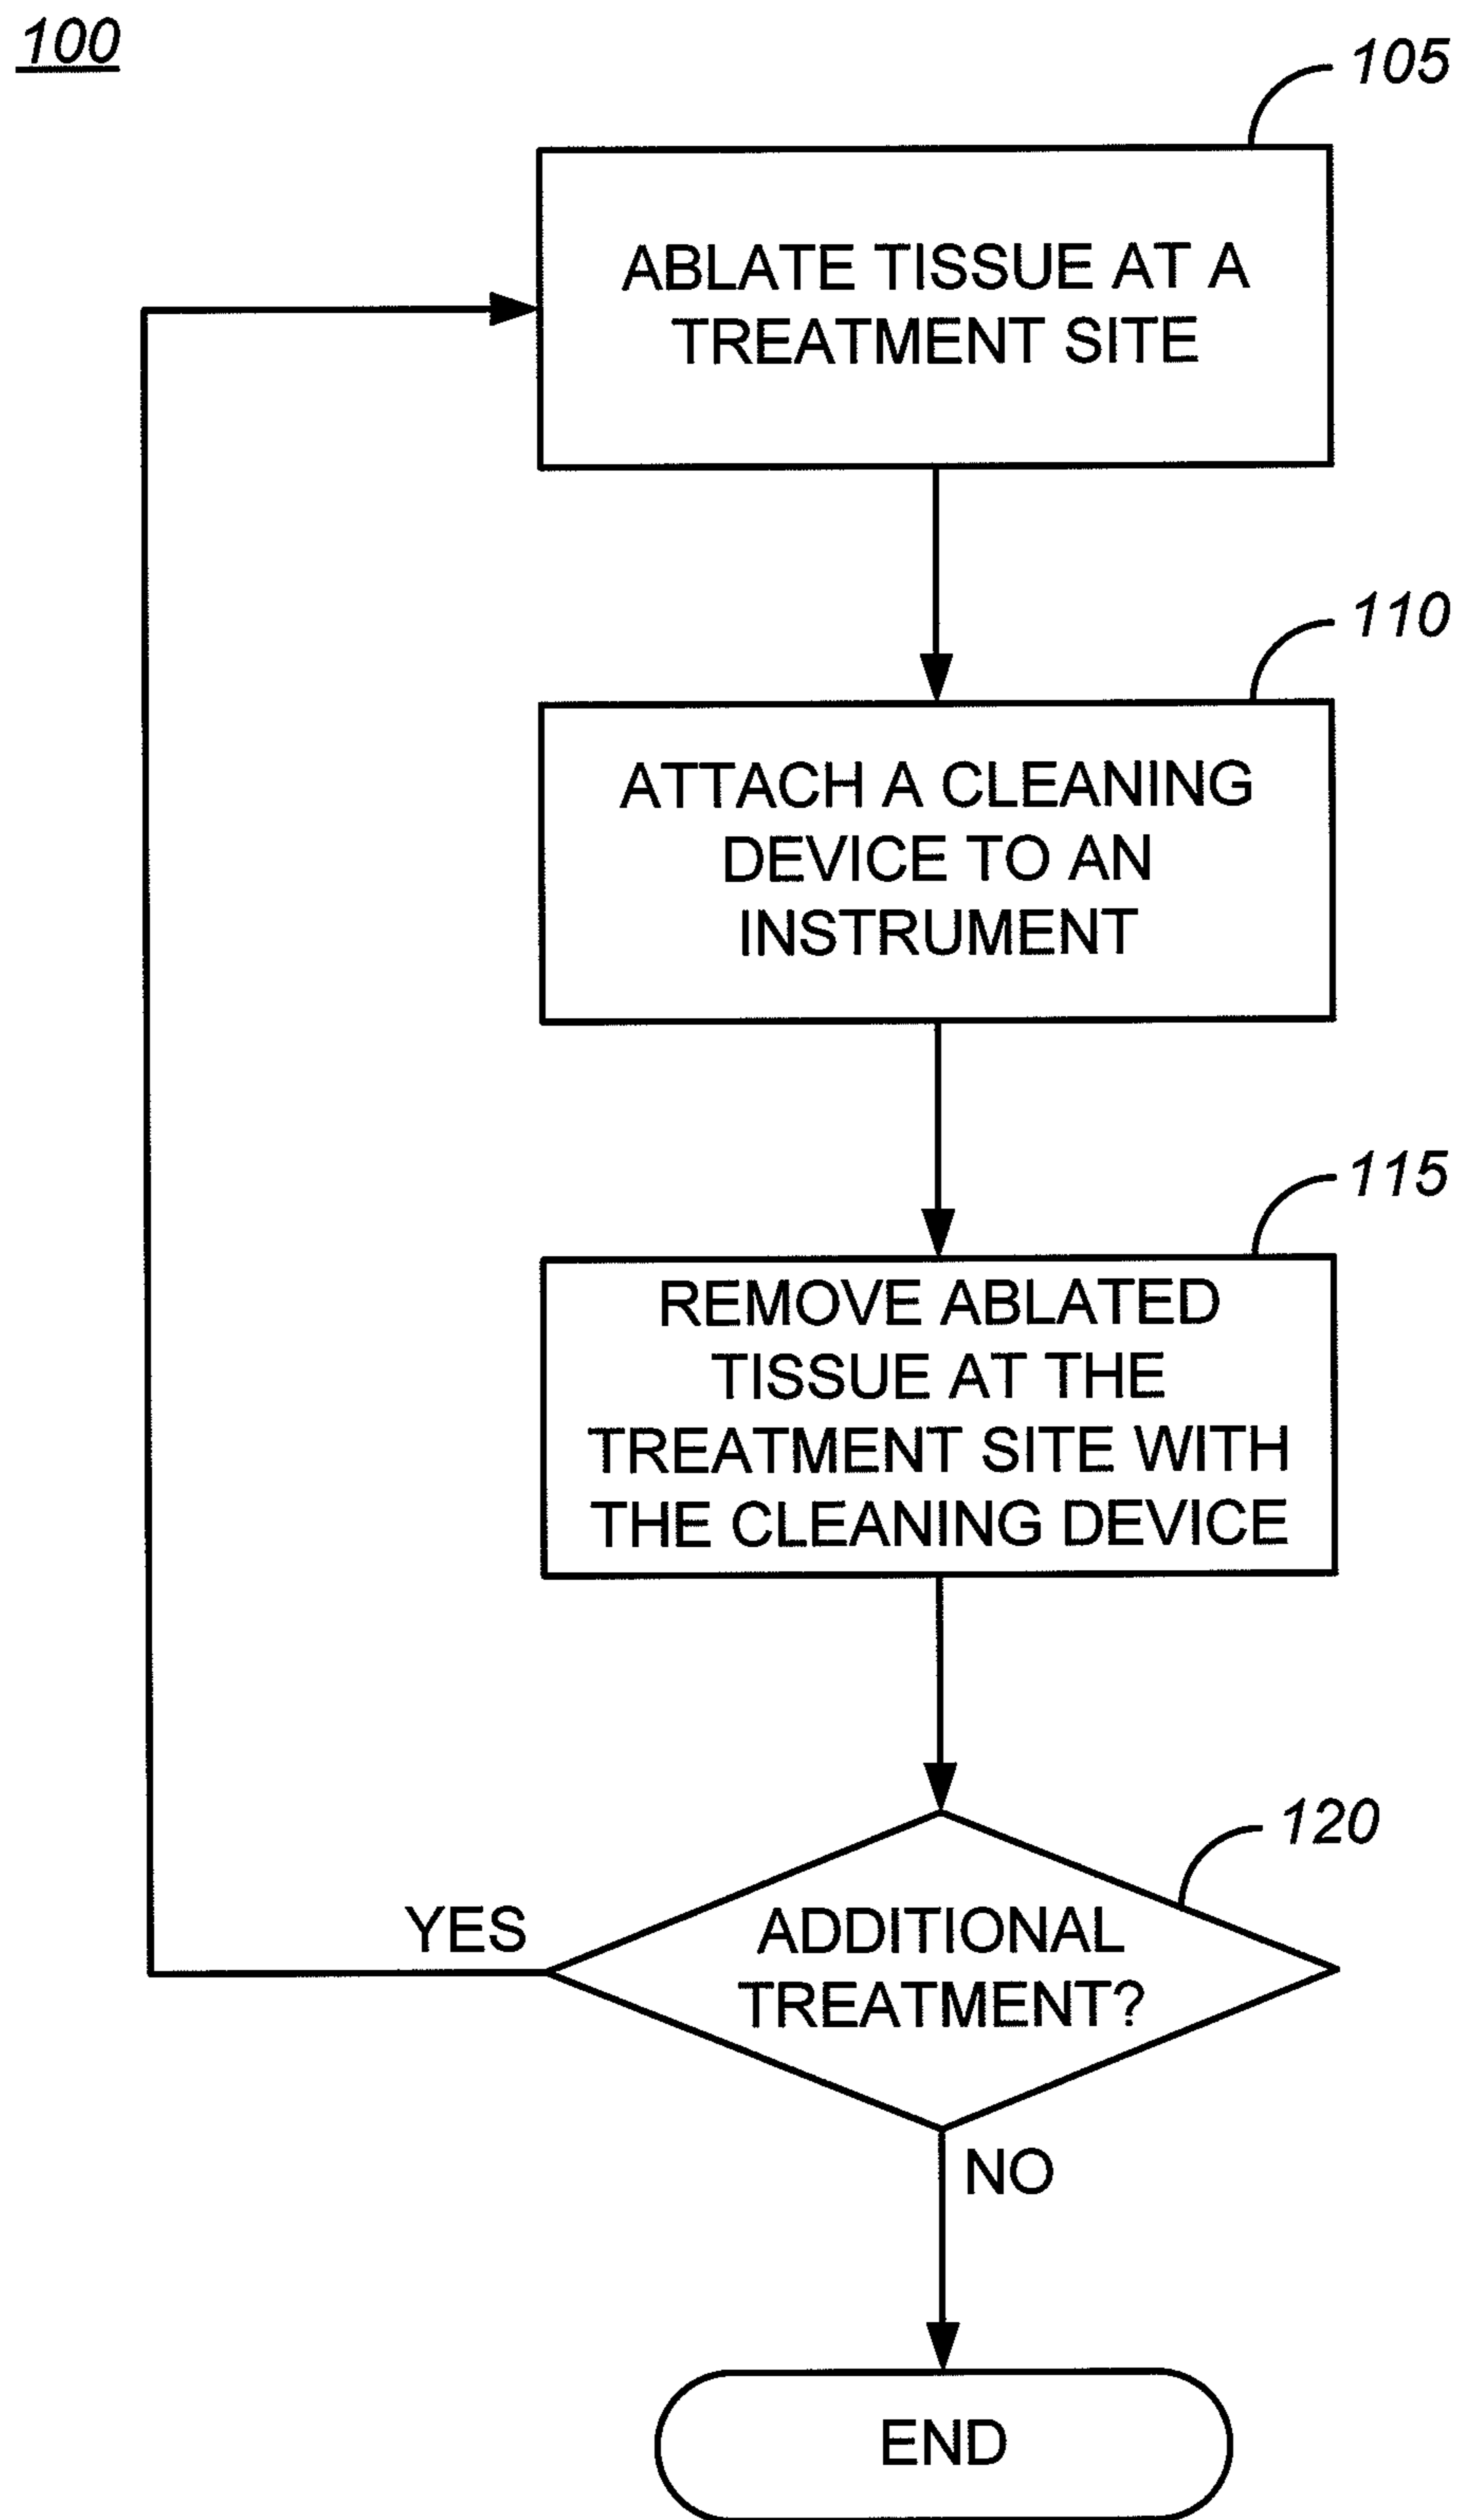 100
105
ABLATE TISSUE AT A
TREATMENT SITE
110
ATTACH A CLEANING
DEVICE TO AN
INSTRUMENT
115
REMOVE ABLATED
TISSUE AT THE
TREATMENT SITE WITH
THE CLEANING DEVICE
120
YES
ADDITIONAL
TREATMENT?
NO
END